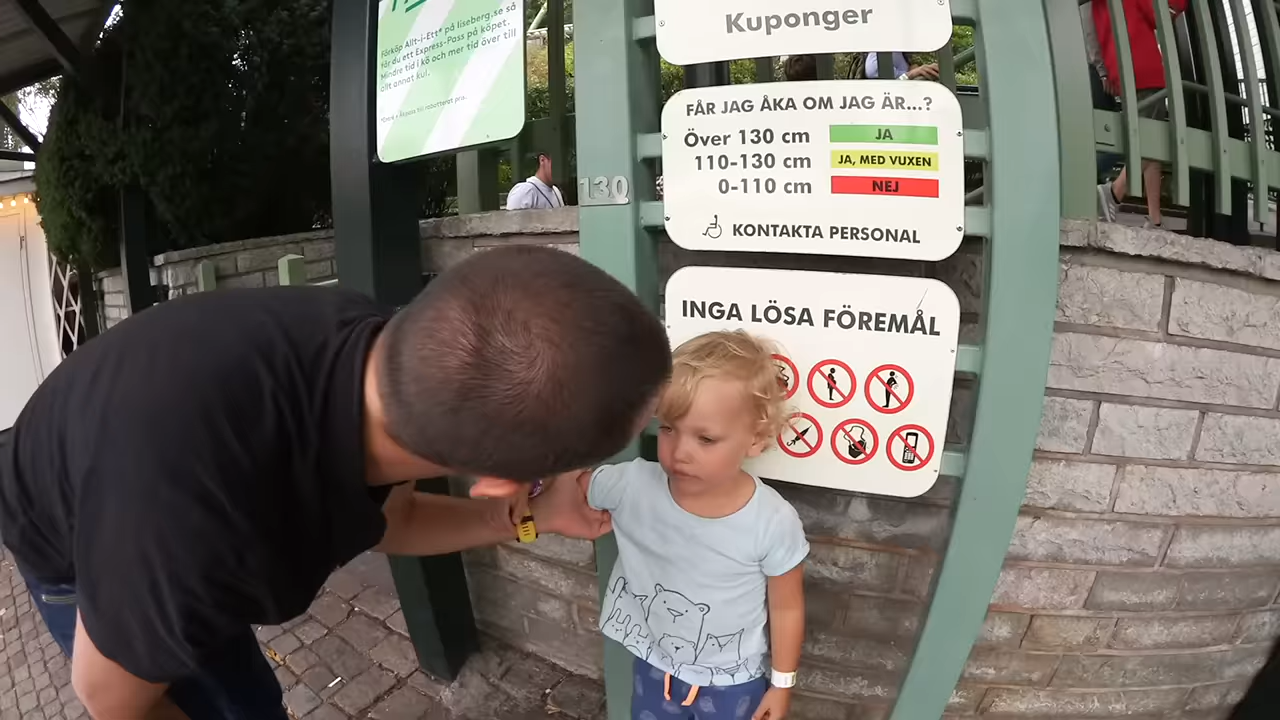 Förköp Allt-i-Ett* på liseberg.se så
får du ett Express-Pass på köpet.
Mindre tid i kö och mer tid över till
allt annat kul.
Kuponger
FÅR JAG ÅKA OM JAG ÄR...?
Över 130 cm JA
110-130 cm JA, MED VUXEN
0-110 cm NEJ
KONTAKTA PERSONAL
130
INGA LÖSA FÖREMÅL